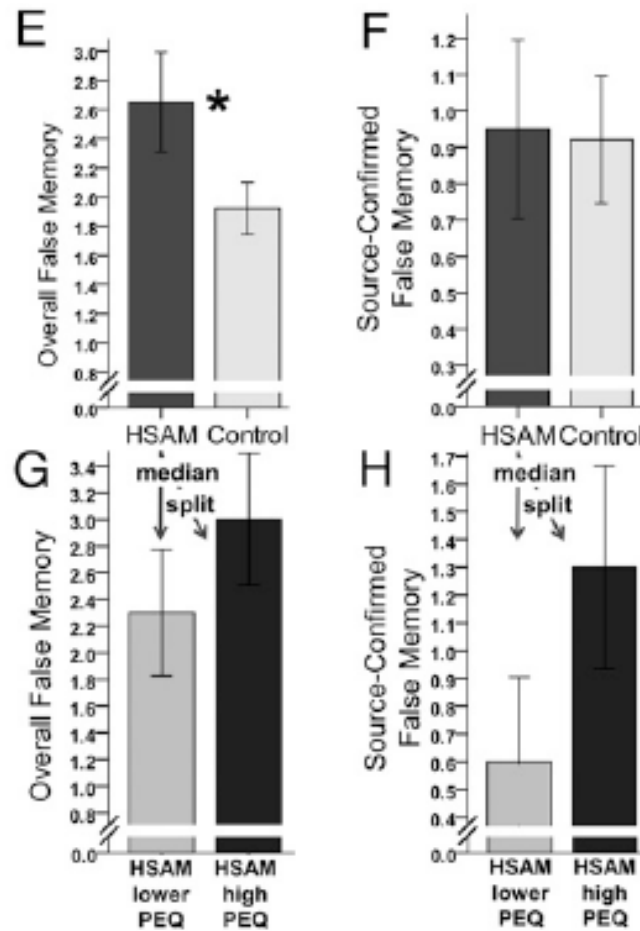 E
Overall False Memory
3.0
2.8
2.6
2.4
2.2
2.0
1.8
1.6
1.4
1.2
1.0
0.8
0.0
*
HSAM Control
F
Source-Confirmed
False Memory
1.2
1.1
1.0
0.9
0.8
0.7
0.6
0.5
0.4
0.3
0.0
HSAM Control
G
Overall False Memory
3.4
3.2
3.0
2.8
2.6
2.4
2.2
2.0
1.8
1.6
1.4
1.2
1.0
0.8
0.0
median
split
HSAM
lower
PEQ
HSAM
high
PEQ
H
Source-Confirmed
False Memory
1.7
1.6
1.5
1.4
1.3
1.2
1.1
1.0
0.9
0.8
0.7
0.6
0.5
0.4
0.0
median
split
HSAM
lower
PEQ
HSAM
high
PEQ